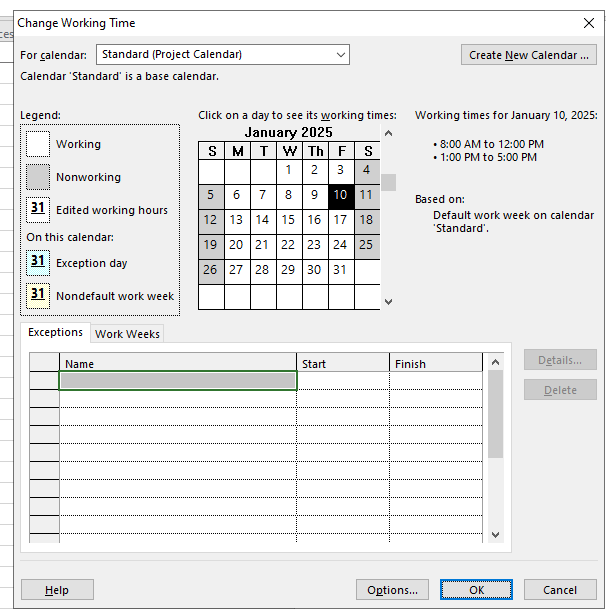 Change Working Time
For calendar: Standard (Project Calendar) Create New Calendar ...
Calendar 'Standard' is a base calendar.
Legend:
Working
Nonworking
31 Edited working hours
On this calendar:
31 Exception day
31 Nondefault work week
Click on a day to see its working times:
January 2025
S M T W Th F S
1 2 3 4
5 6 7 8 9 10 11
12 13 14 15 16 17 18
19 20 21 22 23 24 25
26 27 28 29 30 31
Working times for January 10, 2025:
• 8:00 AM to 12:00 PM
• 1:00 PM to 5:00 PM
Based on:
Default work week on calendar
'Standard'.
Exceptions Work Weeks
Name Start Finish
Details...
Delete
Help Options... OK Cancel